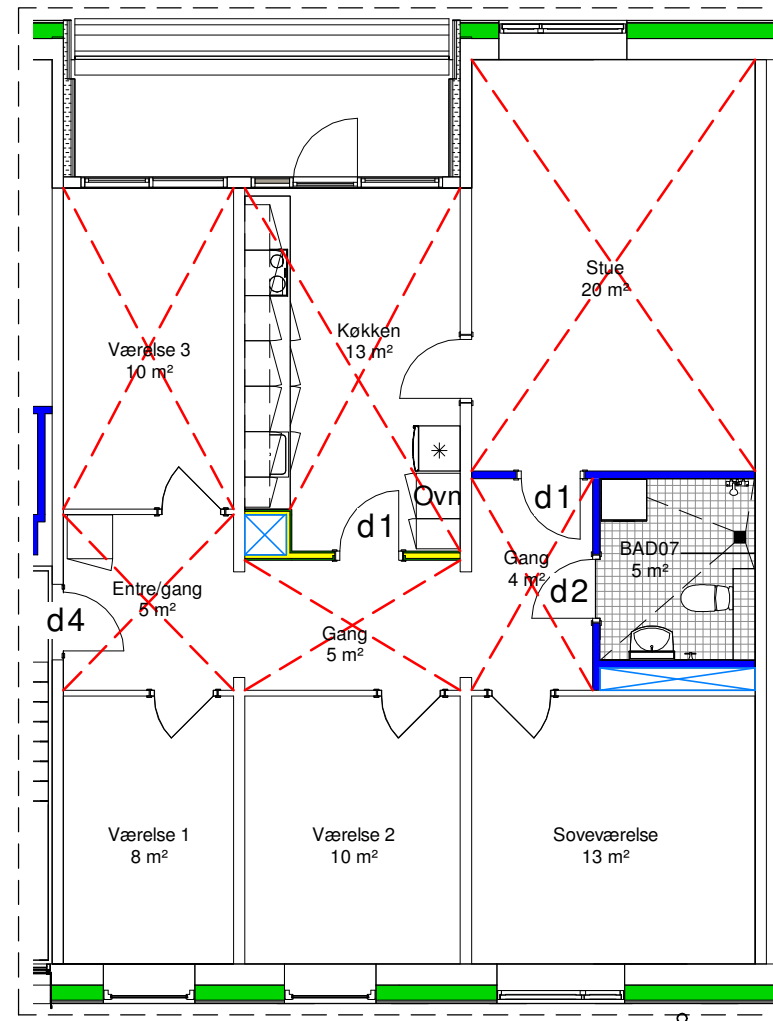 Stue
20 m²
Køkken
13 m²
Værelse 3
10 m²
Ovn
d1
d1
Gang
4 m²
BAD07
5 m²
d2
Entre/gang
5 m²
d4
Gang
5 m²
Værelse 1
8 m²
Værelse 2
10 m²
Soveværelse
13 m²